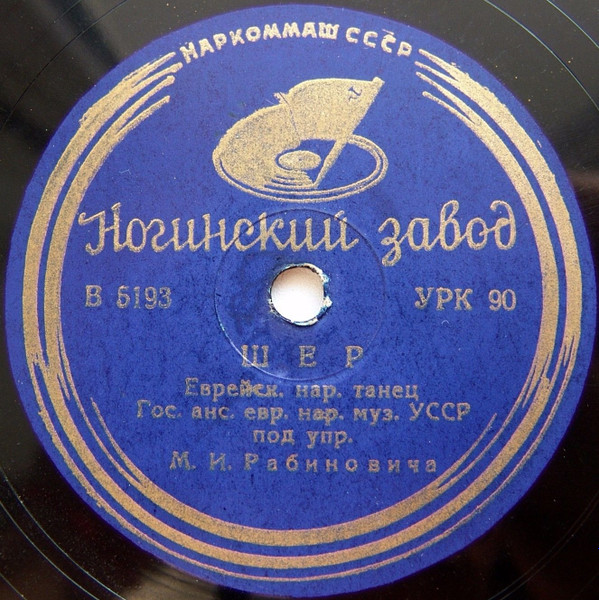 НАРКОММАШ СССР
Ногинский завод
В 5193
УРК 90
ШЕР
Еврейск. нар. танец
Гос. анс. евр. нар. муз. УССР
под упр.
М. И. Рабиновича